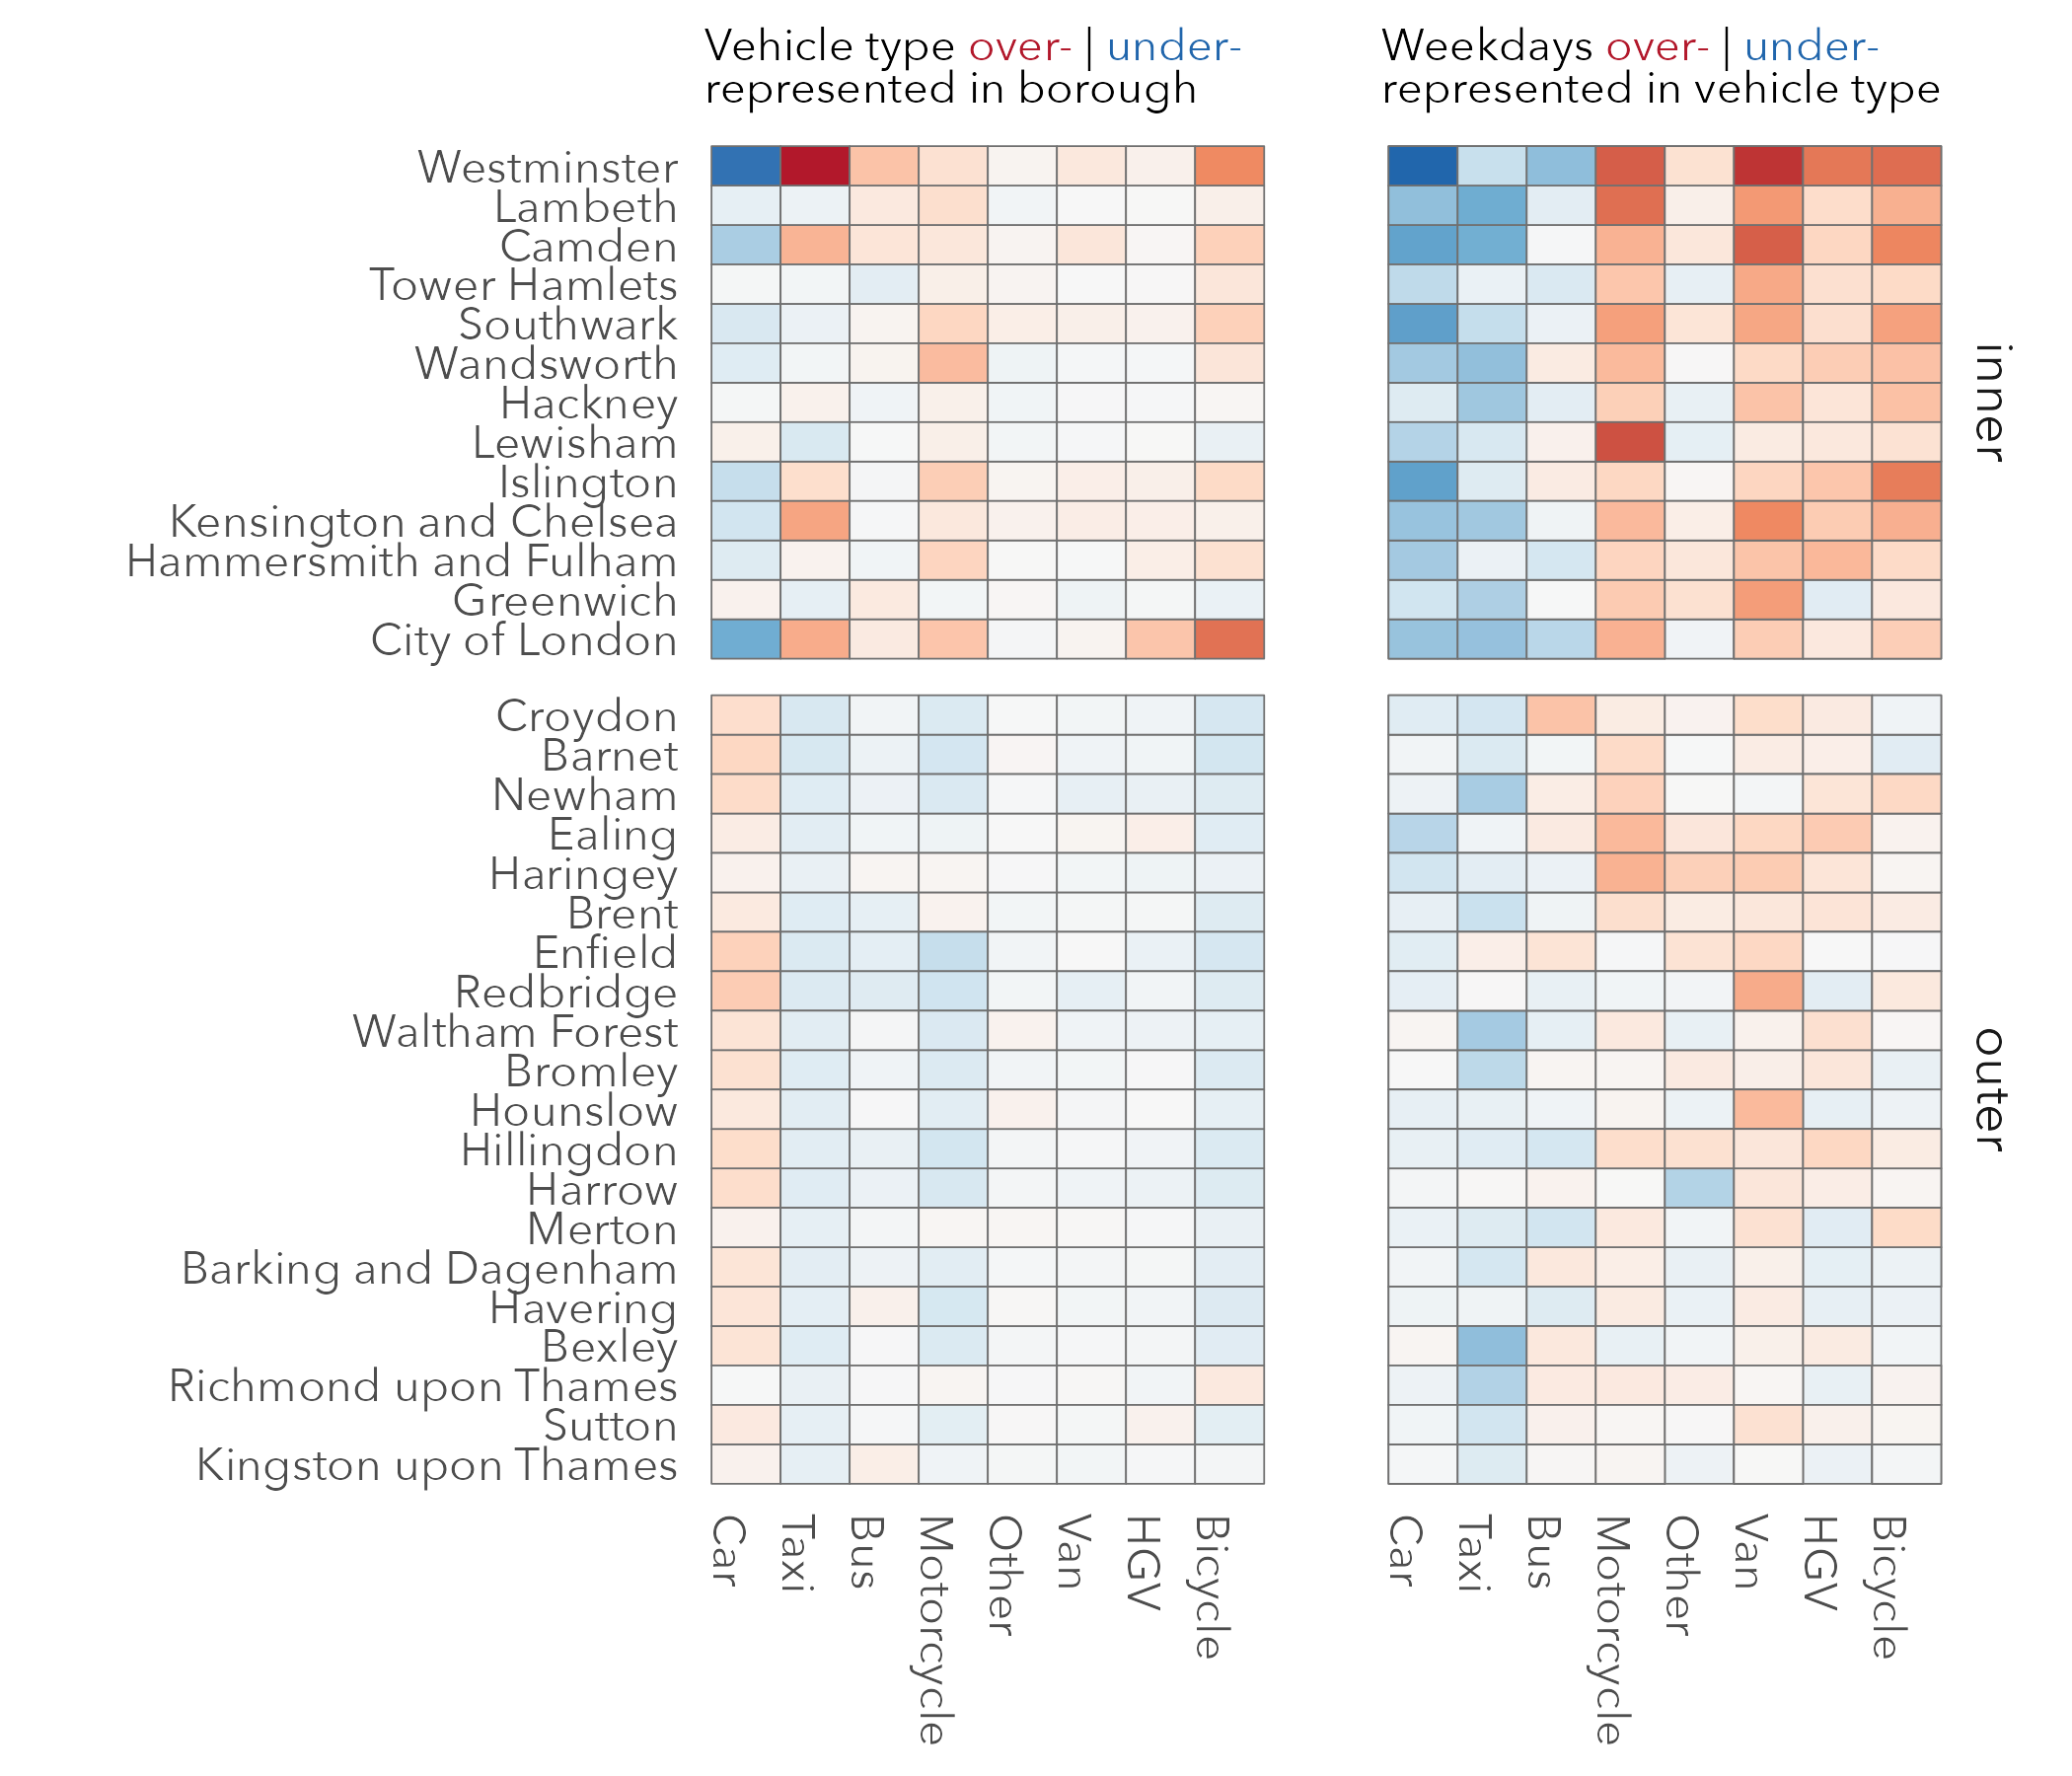 Vehicle type over- | under-
represented in borough
Weekdays over- | under-
represented in vehicle type
Westminster
Lambeth
Camden
Tower Hamlets
Southwark
Wandsworth
Hackney
Lewisham
Islington
Kensington and Chelsea
Hammersmith and Fulham
Greenwich
City of London
inner
Croydon
Barnet
Newham
Ealing
Haringey
Brent
Enfield
Redbridge
Waltham Forest
Bromley
Hounslow
Hillingdon
Harrow
Merton
Barking and Dagenham
Havering
Bexley
Richmond upon Thames
Sutton
Kingston upon Thames
outer
Car
Taxi
Bus
Motorcycle
Other
Van
HGV
Bicycle
Car
Taxi
Bus
Motorcycle
Other
Van
HGV
Bicycle